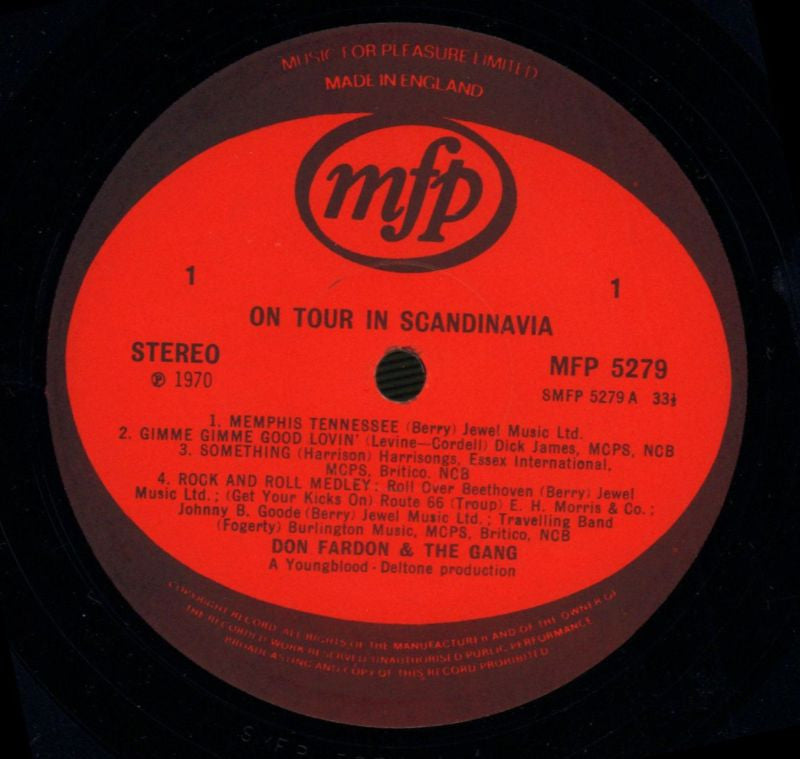 MUSIC FOR PLEASURE LIMITED
MADE IN ENGLAND
mfp
1
1
ON TOUR IN SCANDINAVIA
STEREO
MFP 5279
℗ 1970
SMFP 5279 A 33⅓
1. MEMPHIS TENNESSEE (Berry) Jewel Music Ltd.
2. GIMME GIMME GOOD LOVIN' (Levine—Cordell) Dick James, MCPS, NCB
3. SOMETHING (Harrison) Harrisongs, Essex International,
MCPS, Britico, NCB
4. ROCK AND ROLL MEDLEY: Roll Over Beethoven (Berry) Jewel
Music Ltd.; (Get Your Kicks On) Route 66 (Troup) E. H. Morris & Co.;
Johnny B. Goode (Berry) Jewel Music Ltd.; Travelling Band
(Fogerty) Burlington Music, MCPS, Britico, NCB
DON FARDON & THE GANG
A Youngblood - Deltone production
COPYRIGHT RECORD. ALL RIGHTS OF THE MANUFACTURER AND OF THE OWNER OF
THE RECORDED WORK RESERVED UNAUTHORISED PUBLIC PERFORMANCE
BROADCASTING AND COPY OF THIS RECORD PROHIBITED
SMFP